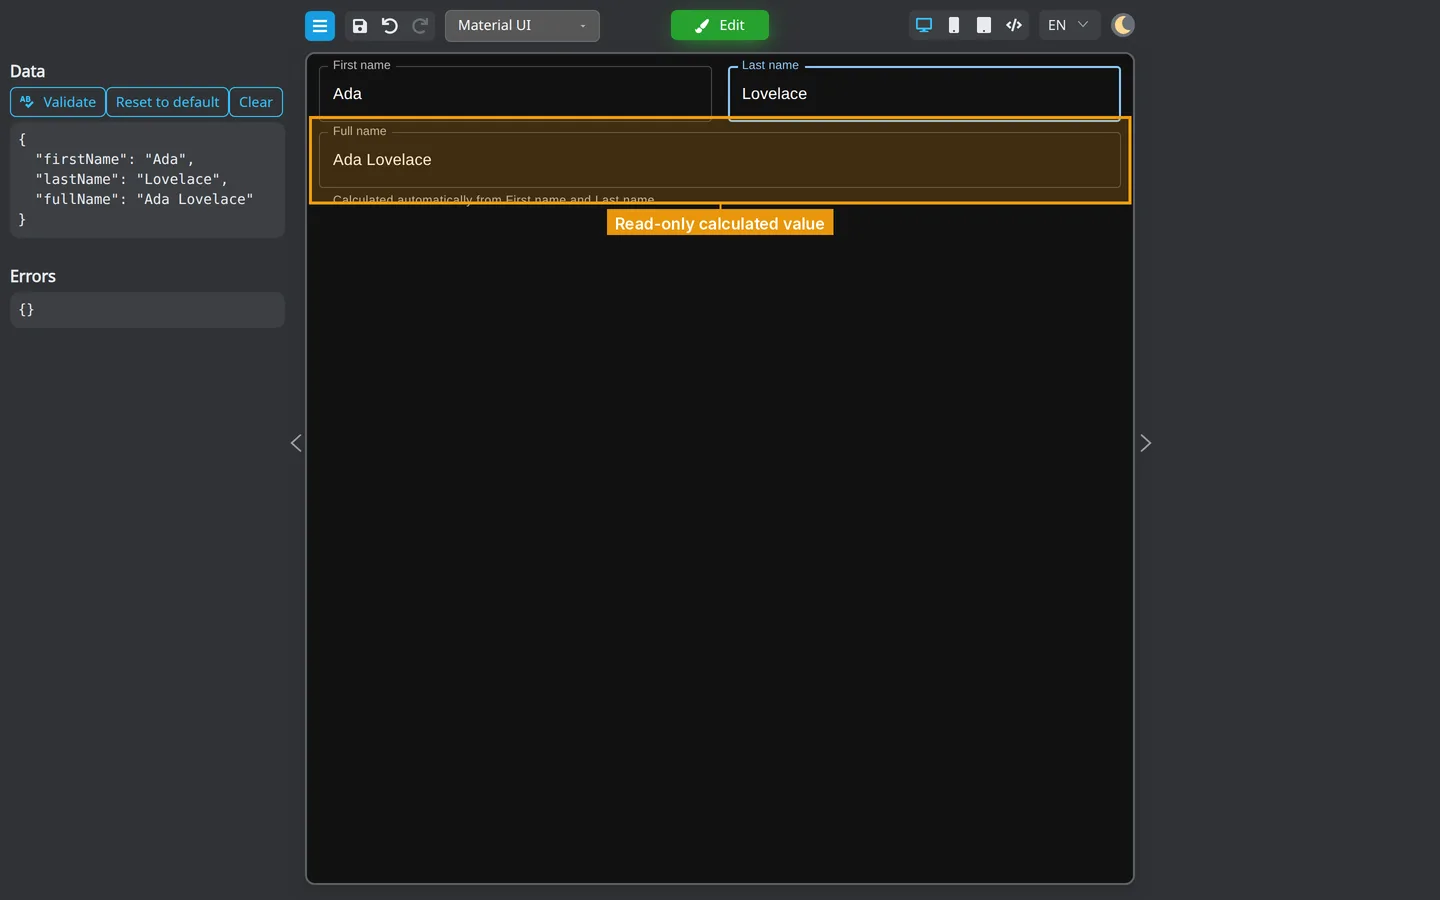 Material UI
Edit
EN
Data
Validate
Reset to default
Clear
{
"firstName": "Ada",
"lastName": "Lovelace",
"fullName": "Ada Lovelace"
}
Errors
{}
First name
Ada
Last name
Lovelace
Full name
Ada Lovelace
Calculated automatically from First name and Last name
Read-only calculated value